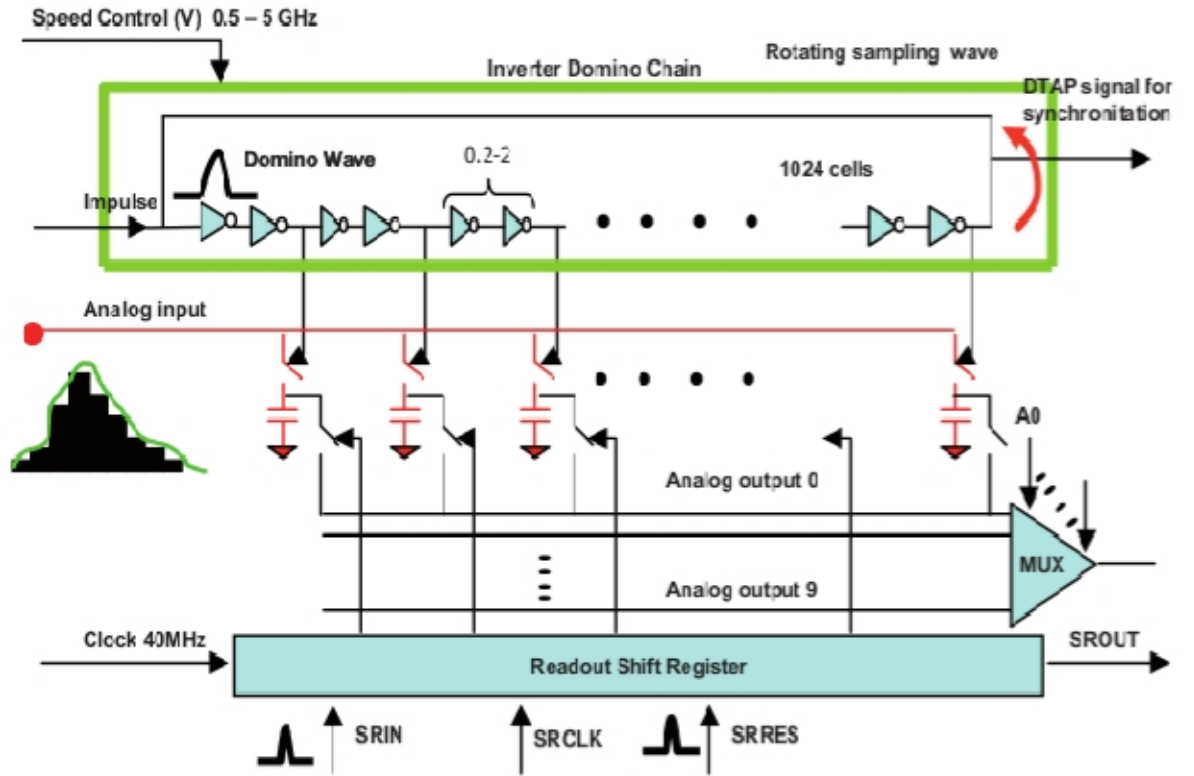 Speed Control (V) 0.5 – 5 GHz
Rotating sampling wave
Inverter Domino Chain
DTAP signal for
synchronitation
Domino Wave
0.2-2
1024 cells
Impulse
Analog input
A0
Analog output 0
MUX
Analog output 9
Clock 40MHz
SROUT
Readout Shift Register
SRIN
SRCLK
SRRES